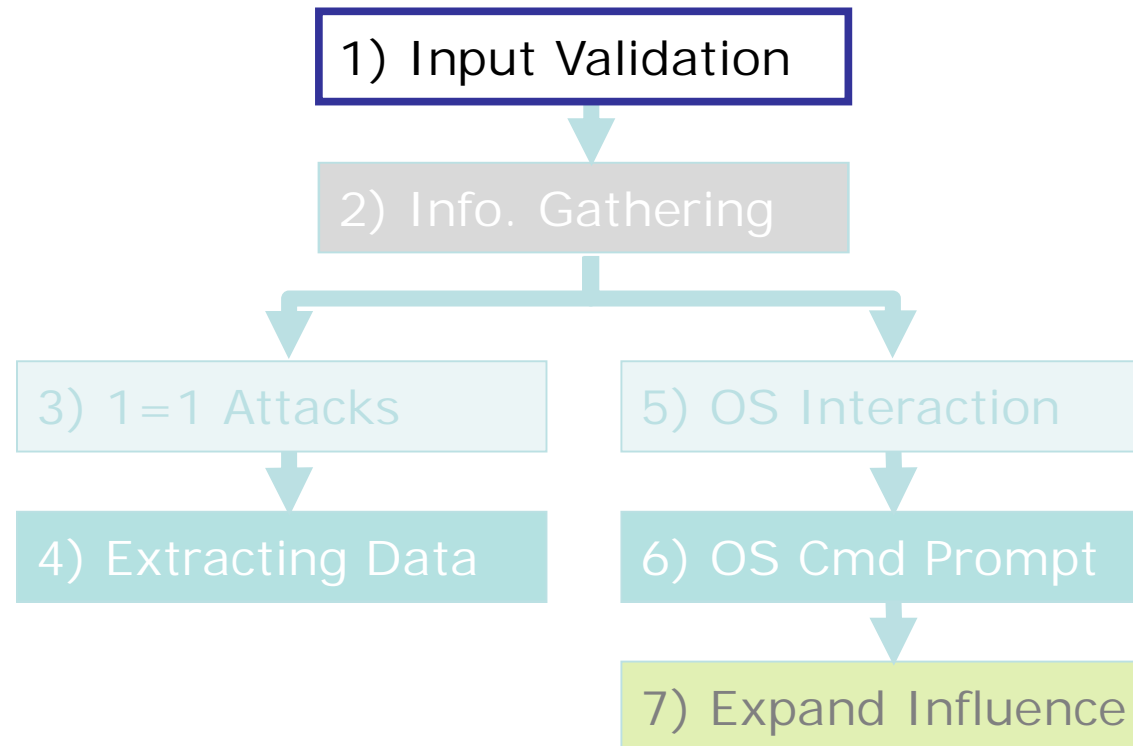 1) Input Validation
2) Info. Gathering
3) 1=1 Attacks
5) OS Interaction
4) Extracting Data
6) OS Cmd Prompt
7) Expand Influence